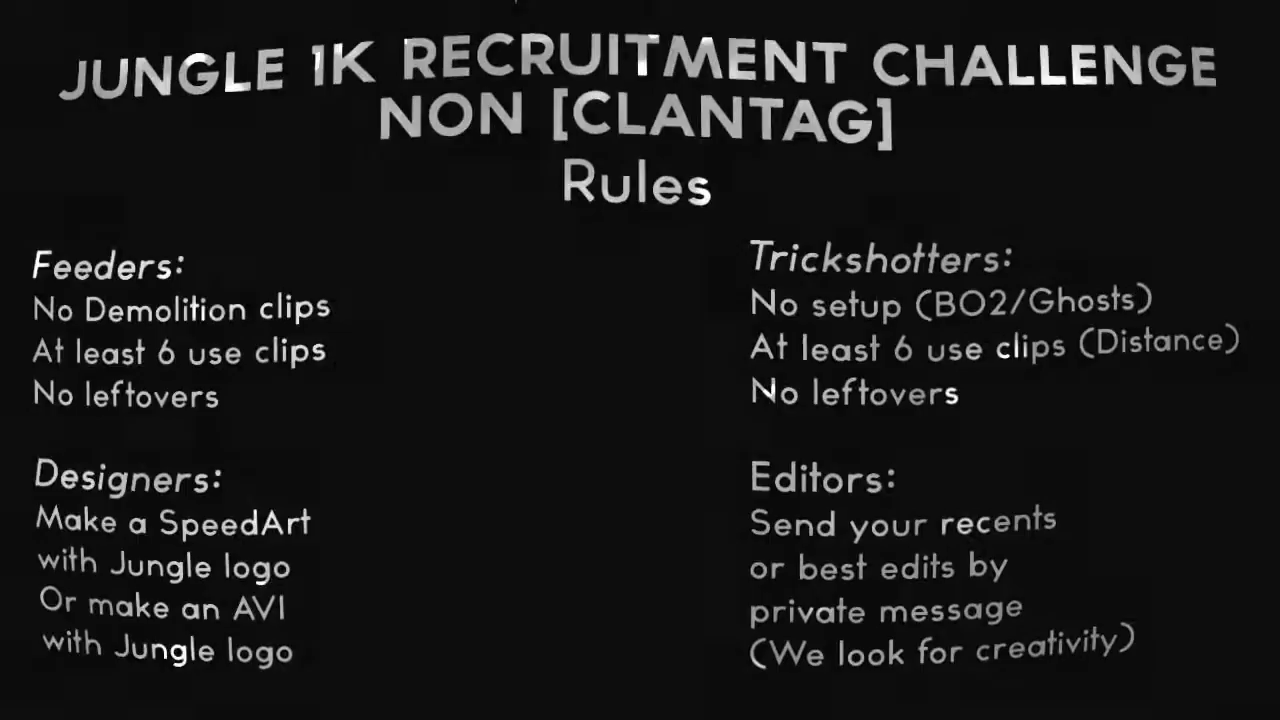 JUNGLE 1K RECRUITMENT CHALLENGE
NON [CLANTAG]
Rules
Feeders:
No Demolition clips
At least 6 use clips
No leftovers
Trickshotters:
No setup (BO2/Ghosts)
At least 6 use clips (Distance)
No leftovers
Designers:
Make a SpeedArt
with Jungle logo
Or make an AVI
with Jungle logo
Editors:
Send your recents
or best edits by
private message
(We look for creativity)